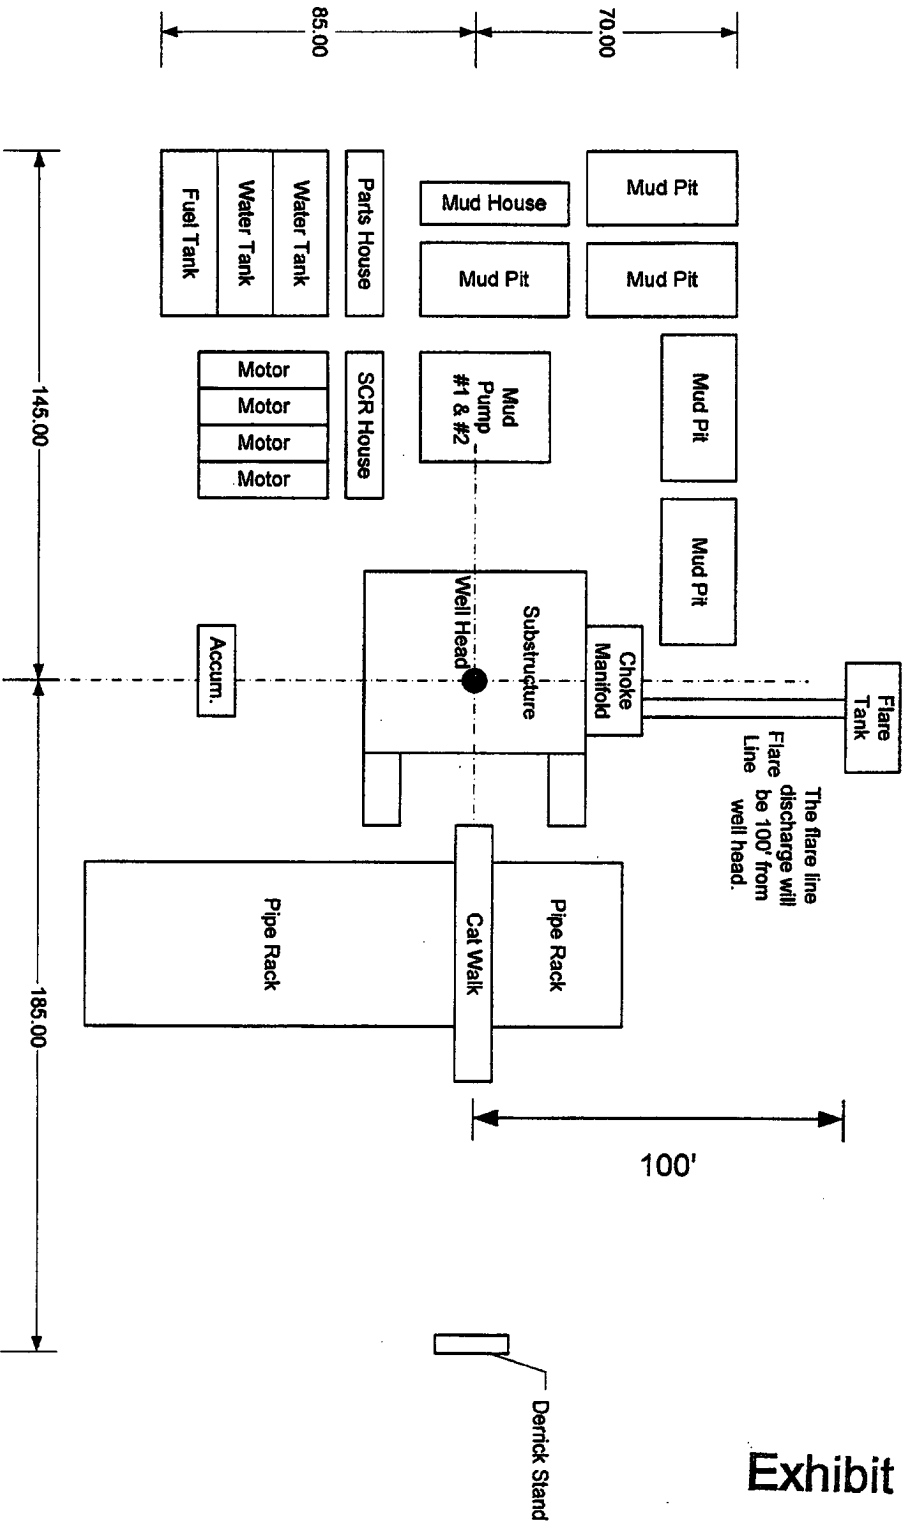 85.00
70.00
Fuel Tank
Water Tank
Water Tank
Parts House
Mud House
Mud Pit
Mud Pit
Mud Pit
Motor
Motor
Motor
Motor
SCR House
Mud
Pump
#1 & #2
Mud Pit
Mud Pit
145.00
Accum.
Well Head
Substructure
Choke
Manifold
Flare
Tank
Flare
Line
The flare line
discharge will
be 100' from
well head.
Pipe Rack
Cat Walk
Pipe Rack
185.00
100'
Derrick Stand
Exhibit